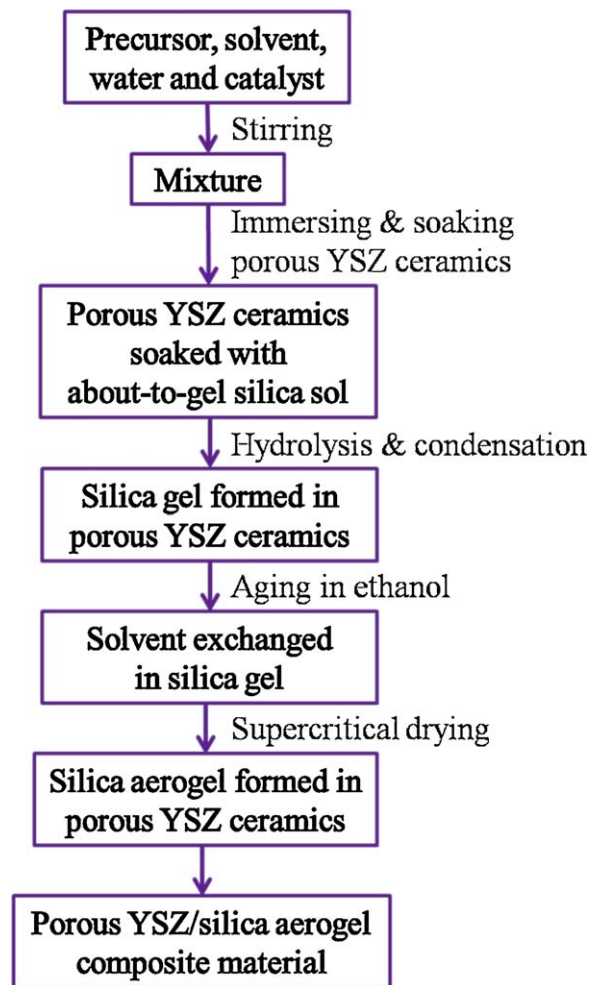 Precursor, solvent,
water and catalyst
Stirring
Mixture
Immersing & soaking
porous YSZ ceramics
Porous YSZ ceramics
soaked with
about-to-gel silica sol
Hydrolysis & condensation
Silica gel formed in
porous YSZ ceramics
Aging in ethanol
Solvent exchanged
in silica gel
Supercritical drying
Silica aerogel formed in
porous YSZ ceramics
Porous YSZ/silica aerogel
composite material